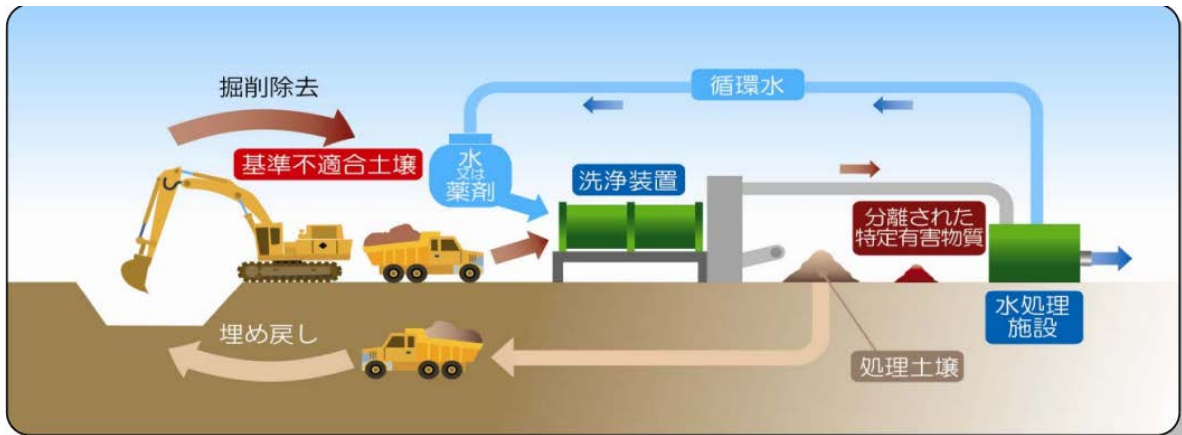 掘削除去
循環水
基準不適合土壌
水
又は
薬剤
洗浄装置
分離された
特定有害物質
水処理
施設
埋め戻し
処理土壌